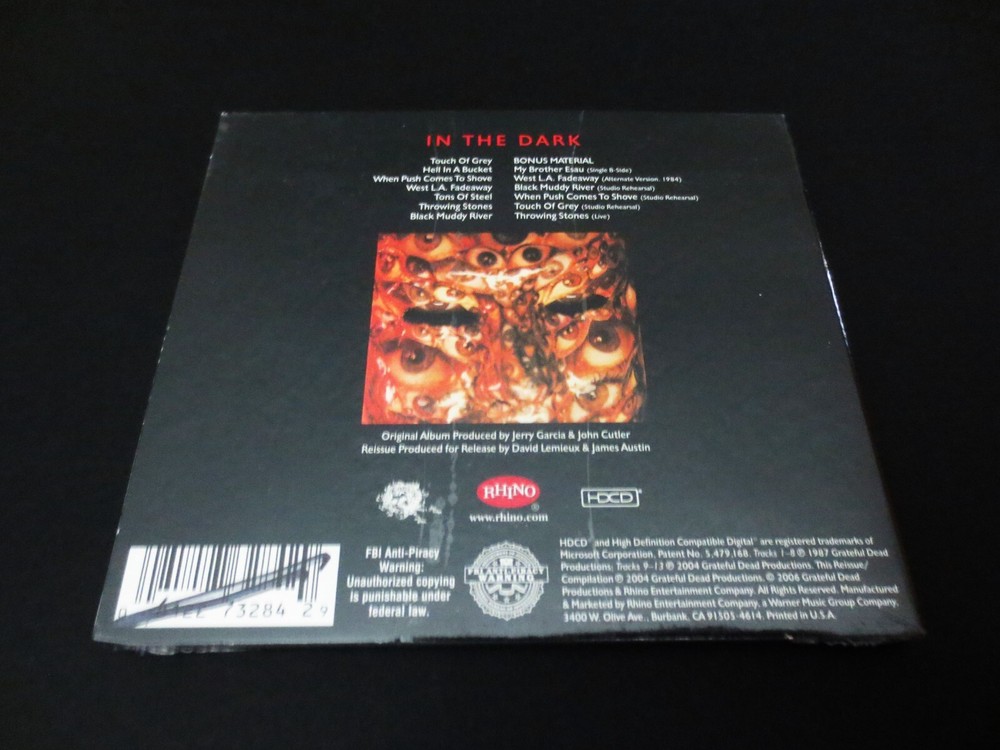 IN THE DARK
Touch Of Grey
Hell In A Bucket
When Push Comes To Shove
West L.A. Fadeaway
Tons Of Steel
Throwing Stones
Black Muddy River
BONUS MATERIAL
My Brother Esau (Single B-Side)
West L.A. Fadeaway (Alternate Version, 1984)
Black Muddy River (Studio Rehearsal)
When Push Comes To Shove (Studio Rehearsal)
Touch Of Grey (Studio Rehearsal)
Throwing Stones (Live)
Original Album Produced by Jerry Garcia & John Cutler
Reissue Produced for Release by David Lemieux & James Austin
RHINO®
www.rhino.com
HDCD®
73284 29
FBI Anti-Piracy
Warning:
Unauthorized copying
is punishable under
federal law.
FBI ANTI-PIRACY
WARNING
HDCD and High Definition Compatible Digital® are registered trademarks of
Microsoft Corporation. Patent No. 5,479,168. Tracks 1–8 ℗ 1987 Grateful Dead
Productions; Tracks 9–13 ℗ 2004 Grateful Dead Productions. This Reissue/
Compilation ℗ 2004 Grateful Dead Productions. © 2006 Grateful Dead
Productions & Rhino Entertainment Company. All Rights Reserved. Manufactured
& Marketed by Rhino Entertainment Company, a Warner Music Group Company.
3400 W. Olive Ave., Burbank, CA 91505-4614. Printed in U.S.A.